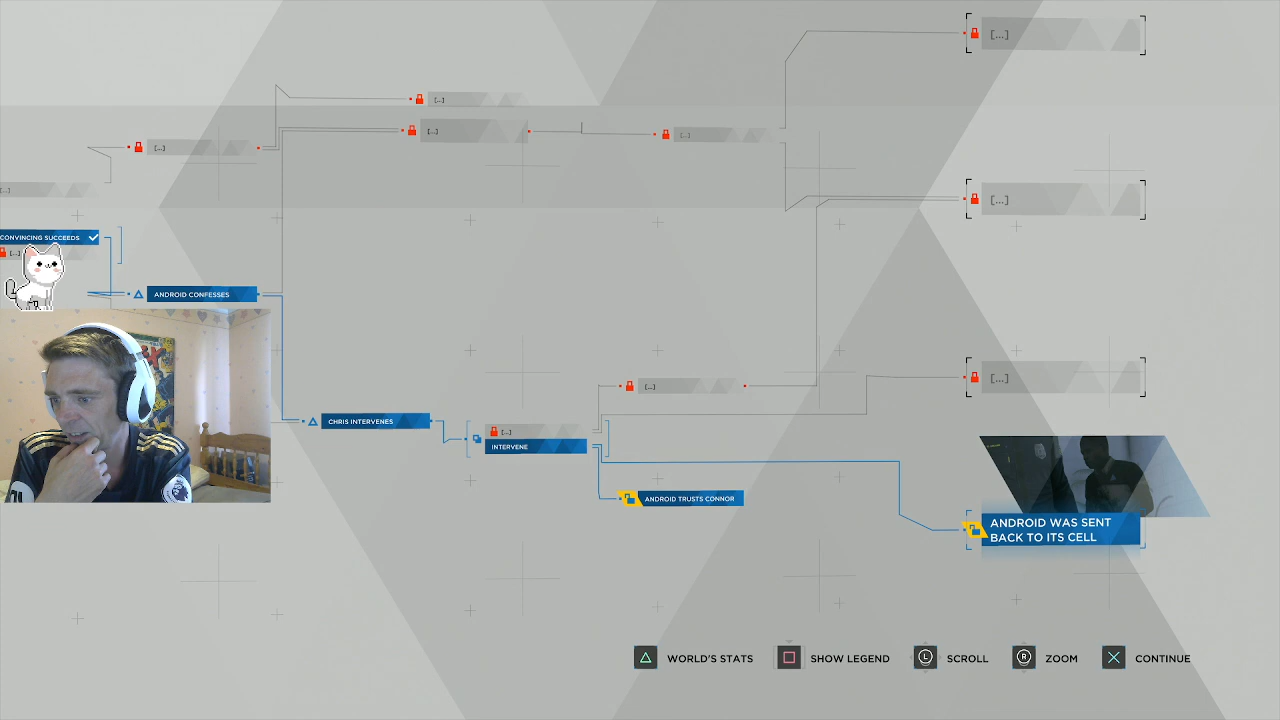 [...]
[...]
[...]
[...]
[...]
[...]
[...]
CONVINCING SUCCEEDS
[...]
ANDROID CONFESSES
[...]
[...]
CHRIS INTERVENES
[...]
INTERVENE
ANDROID TRUSTS CONNOR
ANDROID WAS SENT
BACK TO ITS CELL
WORLD'S STATS
SHOW LEGEND
L
SCROLL
R
ZOOM
CONTINUE